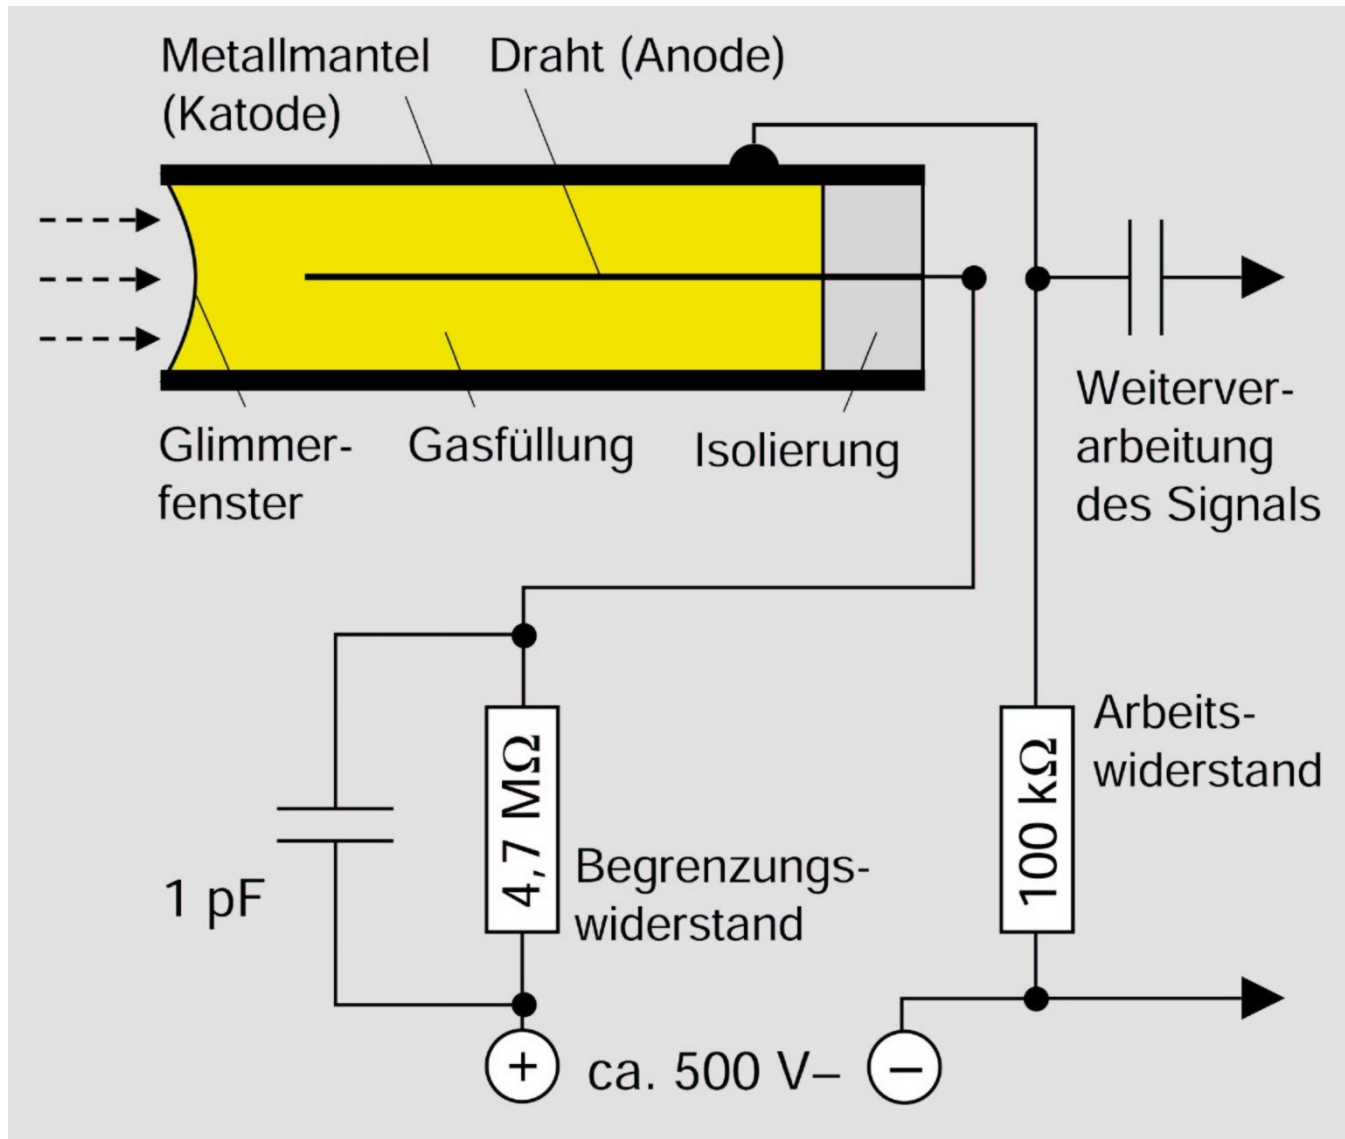 Metallmantel
(Katode)
Draht (Anode)
Glimmer-
fenster
Gasfüllung
Isolierung
Weiterver-
arbeitung
des Signals
1 pF
4,7 MΩ
Begrenzungs-
widerstand
100 kΩ
Arbeits-
widerstand
+ ca. 500 V– –